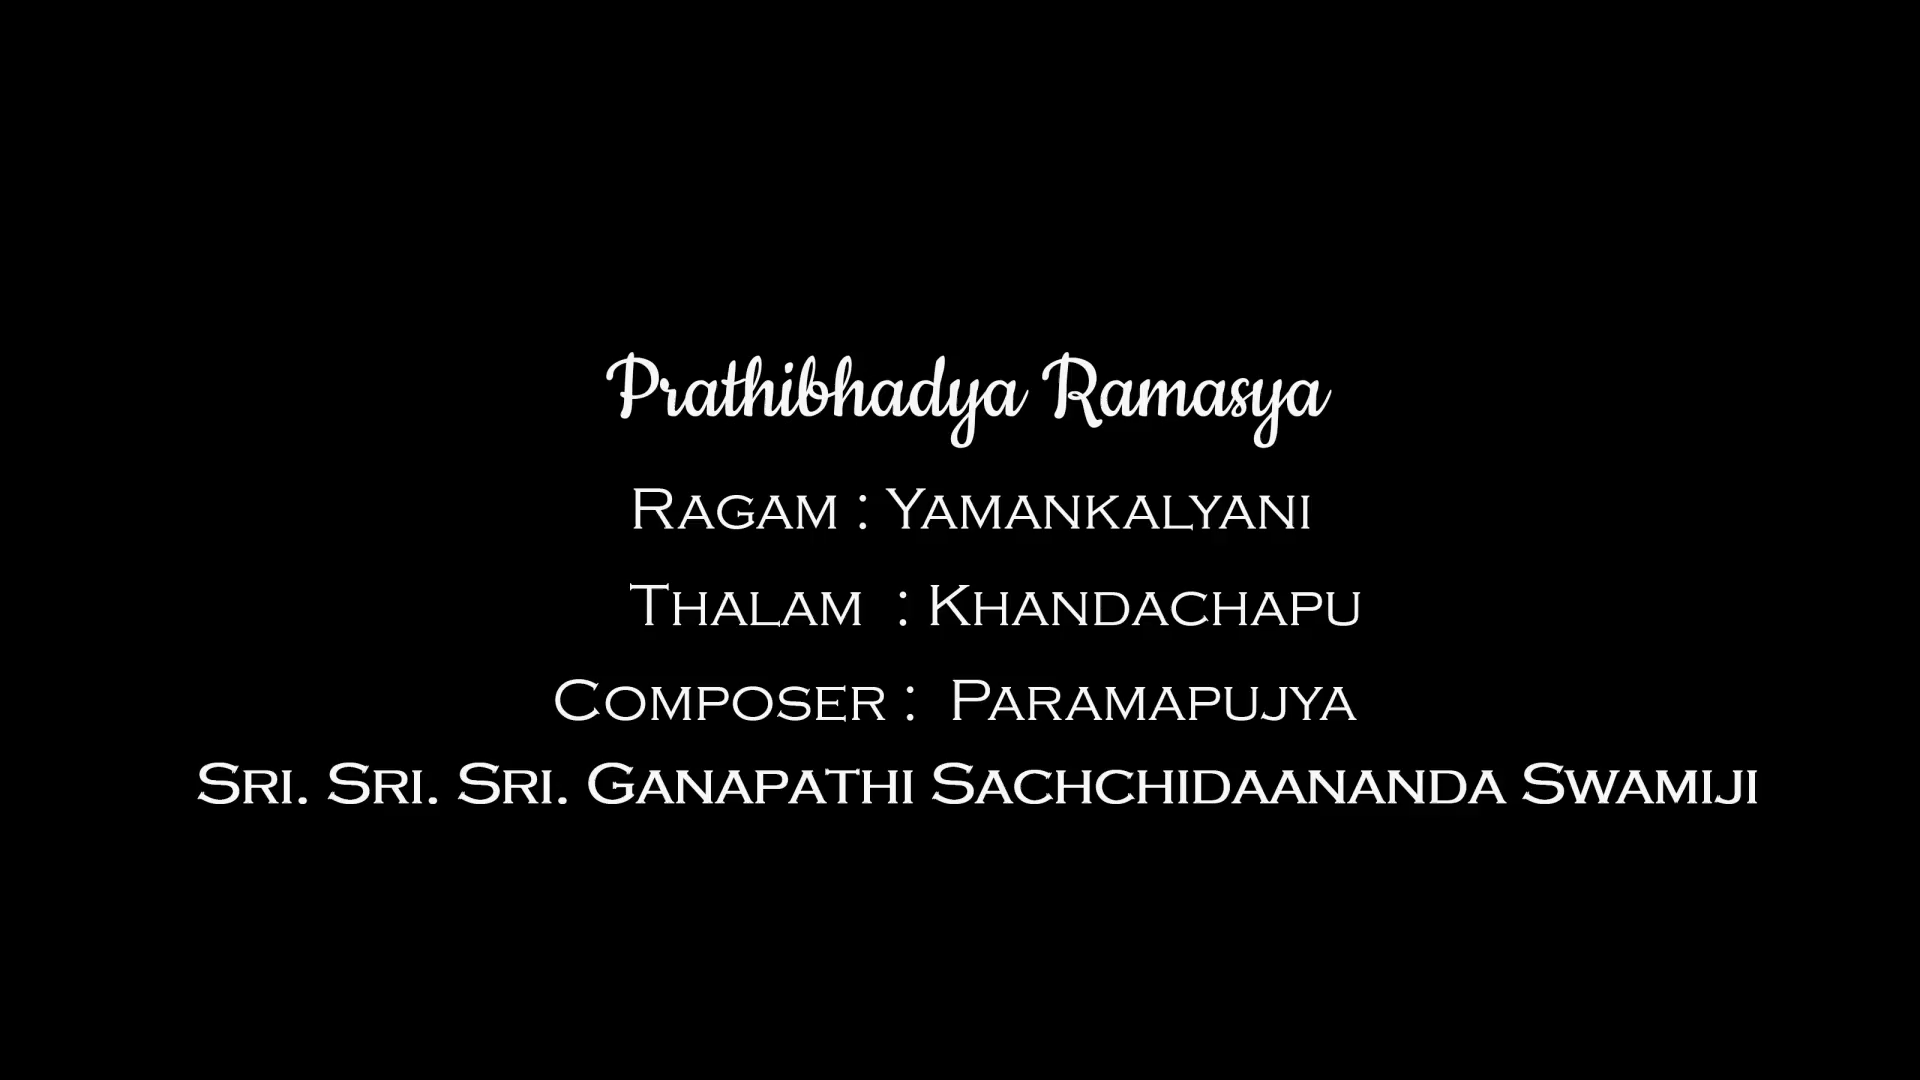 Prathibhadya Ramasya
Ragam : Yamankalyani
Thalam : Khandachapu
Composer : Paramapujya
Sri. Sri. Sri. Ganapathi Sachchidaananda Swamiji